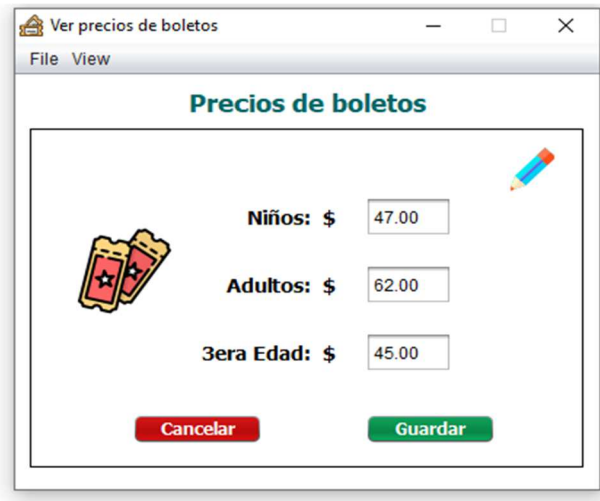 Ver precios de boletos
File View
Precios de boletos
Niños: $ 47.00
Adultos: $ 62.00
3era Edad: $ 45.00
Cancelar Guardar